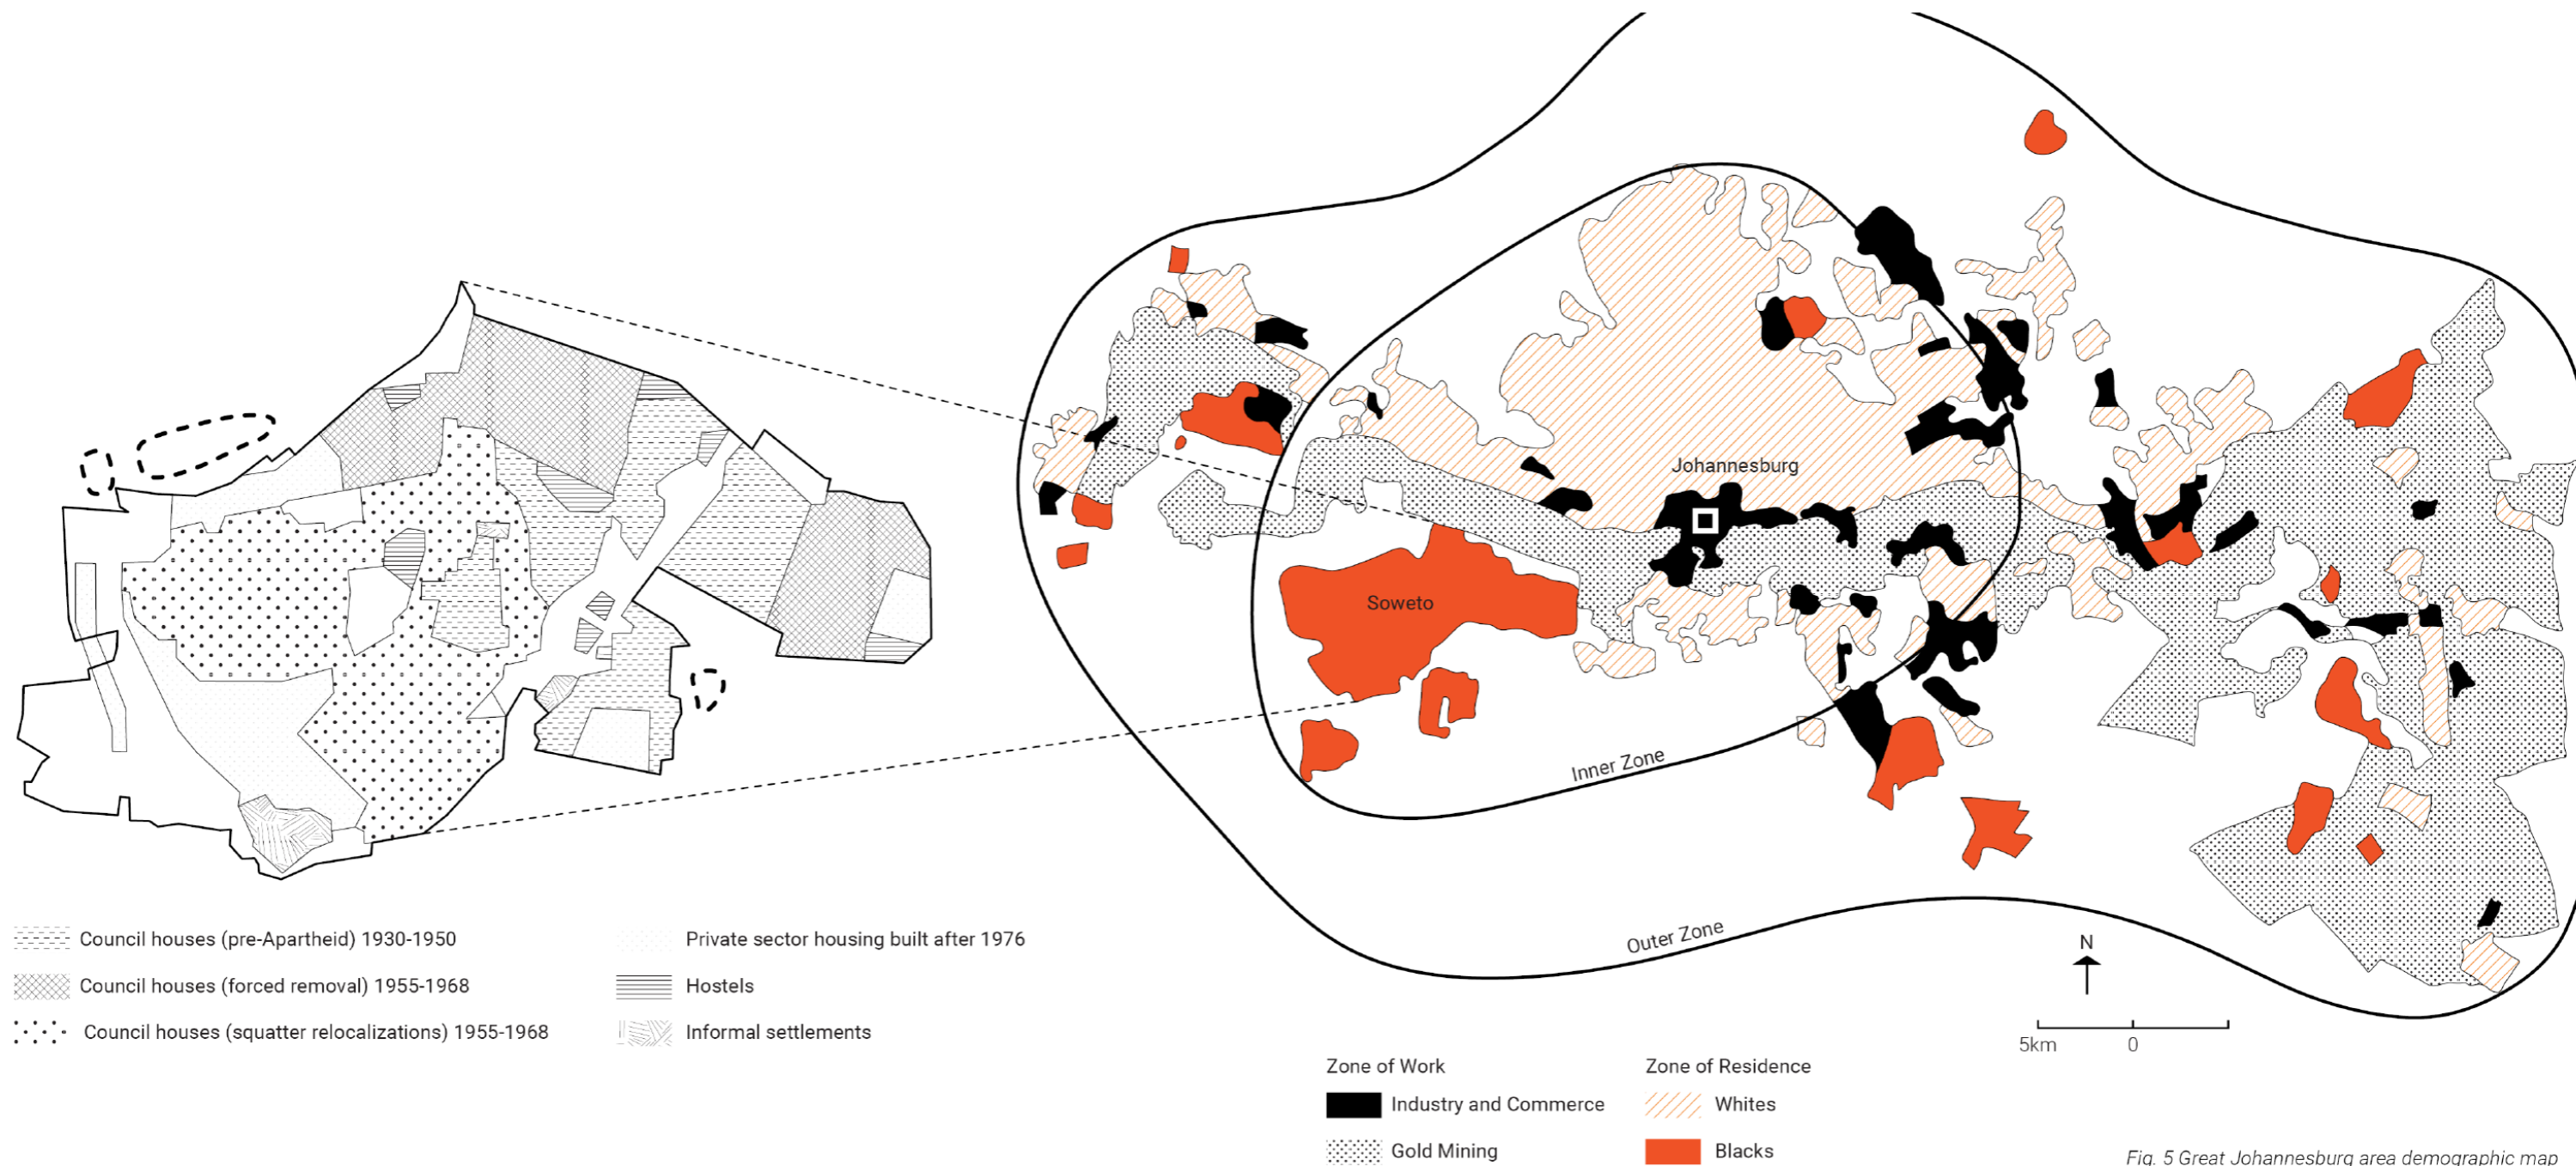 Johannesburg
Soweto
Inner Zone
Outer Zone
N
5km 0
Council houses (pre-Apartheid) 1930-1950
Council houses (forced removal) 1955-1968
Council houses (squatter relocalizations) 1955-1968
Private sector housing built after 1976
Hostels
Informal settlements
Zone of Work
Industry and Commerce
Gold Mining
Zone of Residence
Whites
Blacks
Fig. 5 Great Johannesburg area demographic map